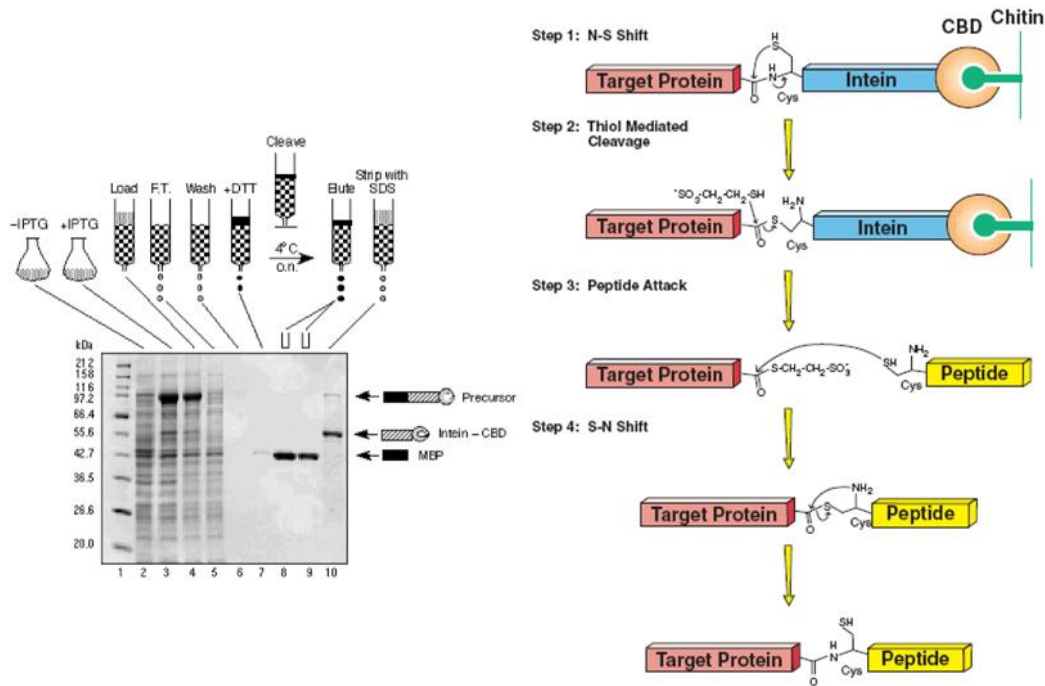 Cleave
Load
F.T.
Wash
+DTT
Elute
Strip with
SDS
–IPTG
+IPTG
4°C
o.n.
kDa
212
158
116
97.2
66.4
55.6
42.7
36.5
26.6
20.0
1 2 3 4 5 6 7 8 9 10
Precursor
Intein – CBD
MBP
Step 1: N-S Shift
CBD
Chitin
H
S
H
N
O
Cys
Target Protein
Intein
Step 2: Thiol Mediated
Cleavage
⁻SO₃–CH₂–CH₂–SH
H₂N
S
O
Cys
Target Protein
Intein
Step 3: Peptide Attack
SH
NH₂
S–CH₂–CH₂–SO₃⁻
O
Cys
Target Protein
Peptide
Step 4: S-N Shift
NH₂
S
O
Cys
Target Protein
Peptide
SH
H
N
O
Cys
Target Protein
Peptide